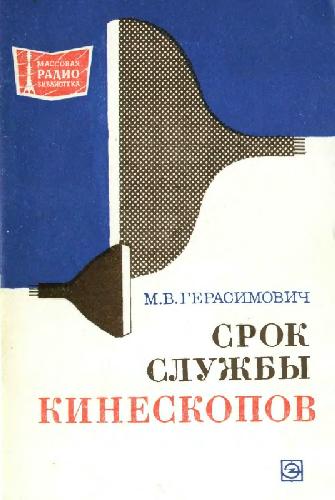 МАССОВАЯ
РАДИО
БИБЛИОТЕКА
М.В.ГЕРАСИМОВИЧ
СРОК
СЛУЖБЫ
КИНЕСКОПОВ